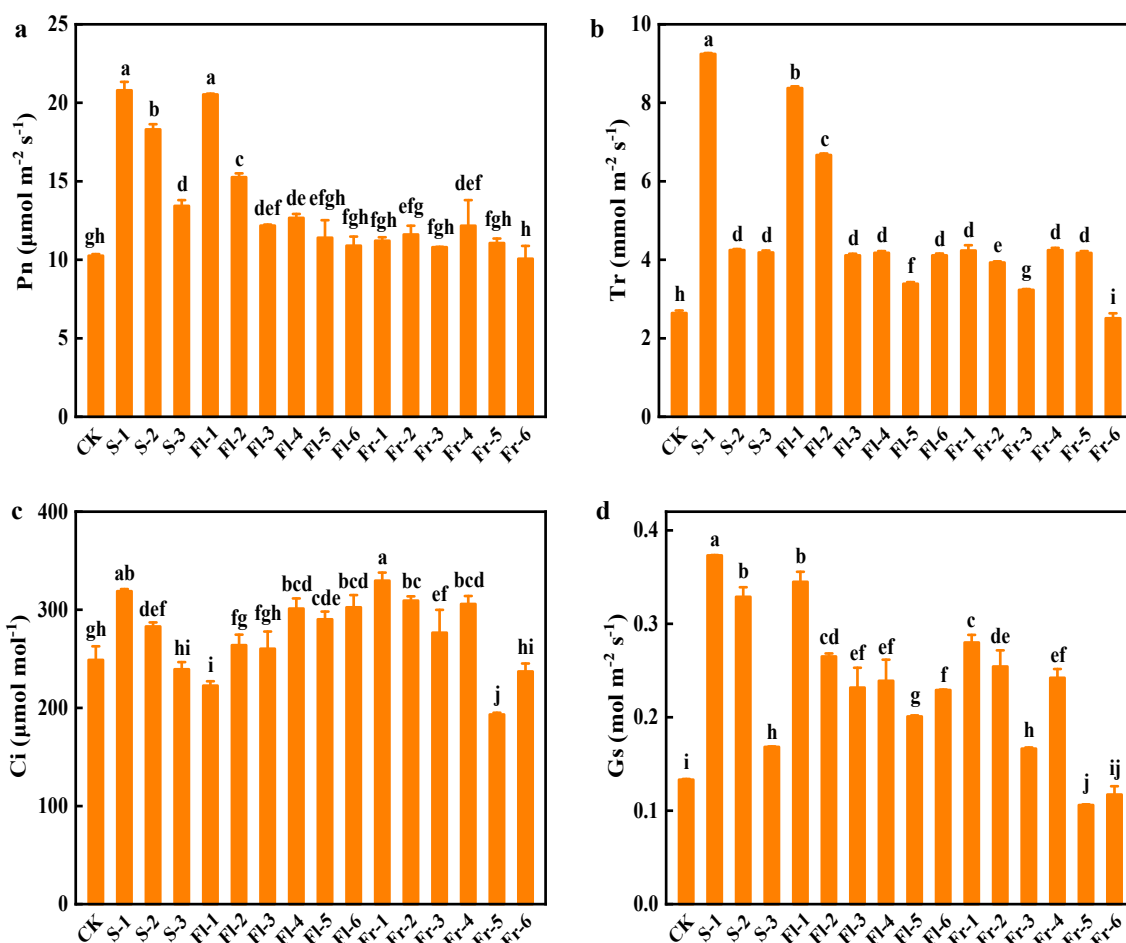 a
Pn (μmol m⁻² s⁻¹)
25
20
15
10
5
0
gh a b d a c def de efgh fgh fgh efg fgh def fgh h
CK S-1 S-2 S-3 Fl-1 Fl-2 Fl-3 Fl-4 Fl-5 Fl-6 Fr-1 Fr-2 Fr-3 Fr-4 Fr-5 Fr-6
b
Tr (mmol m⁻² s⁻¹)
10
8
6
4
2
0
h a d d b c d d f d d e g d d i
CK S-1 S-2 S-3 Fl-1 Fl-2 Fl-3 Fl-4 Fl-5 Fl-6 Fr-1 Fr-2 Fr-3 Fr-4 Fr-5 Fr-6
c
Ci (μmol mol⁻¹)
400
300
200
100
0
gh ab def hi i fg fgh bcd cde bcd a bc ef bcd j hi
CK S-1 S-2 S-3 Fl-1 Fl-2 Fl-3 Fl-4 Fl-5 Fl-6 Fr-1 Fr-2 Fr-3 Fr-4 Fr-5 Fr-6
d
Gs (mol m⁻² s⁻¹)
0.4
0.3
0.2
0.1
0.0
i a b h b cd ef ef g f c de h ef j ij
CK S-1 S-2 S-3 Fl-1 Fl-2 Fl-3 Fl-4 Fl-5 Fl-6 Fr-1 Fr-2 Fr-3 Fr-4 Fr-5 Fr-6